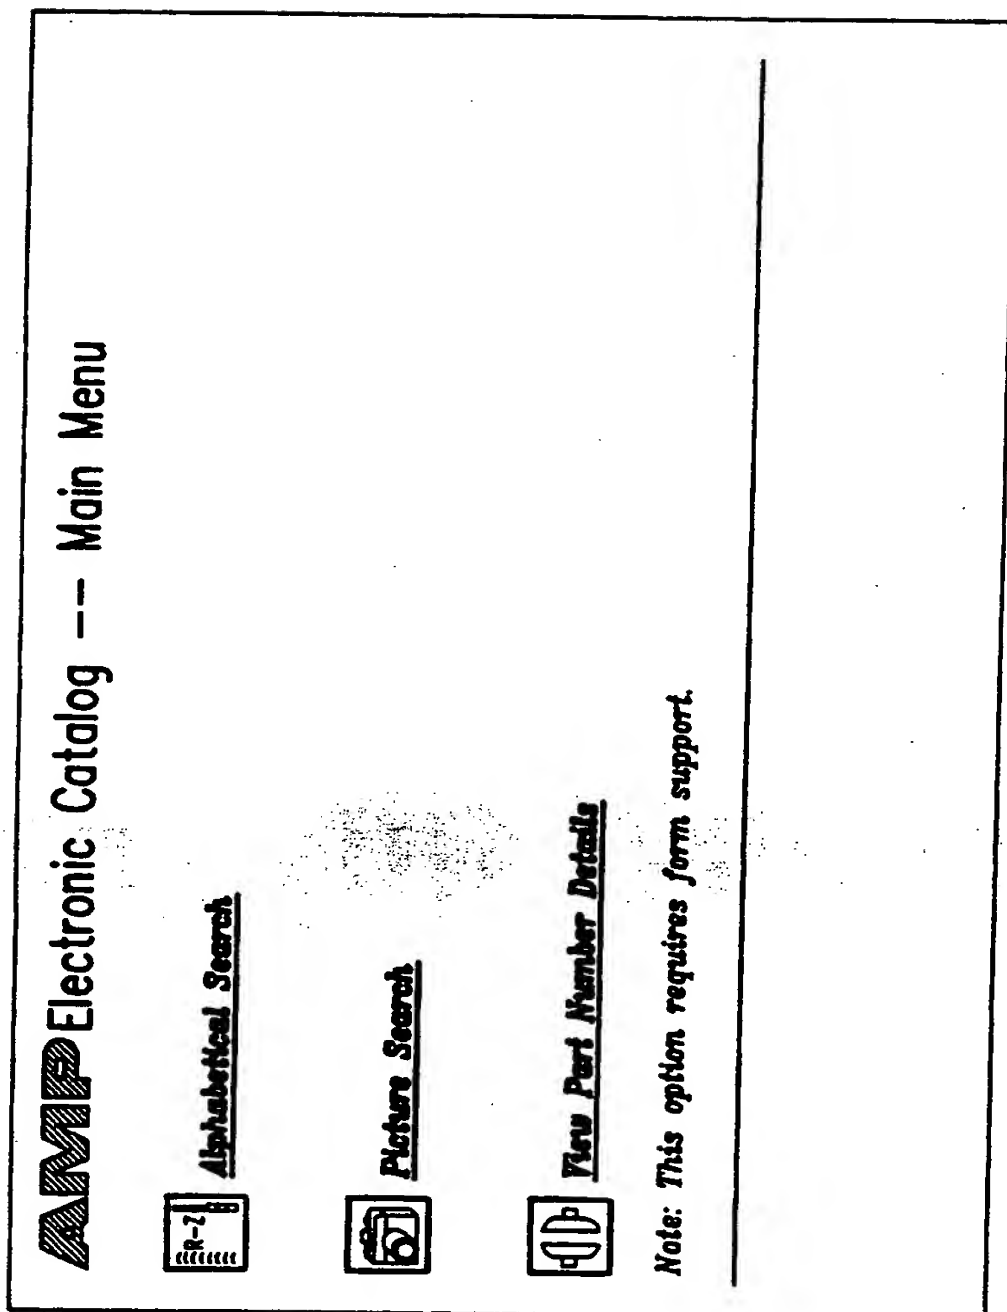 AMP Electronic Catalog -- Main Menu
R-Z
Alphabetical Search
Picture Search
View Part Number Details
Note: This option requires form support.